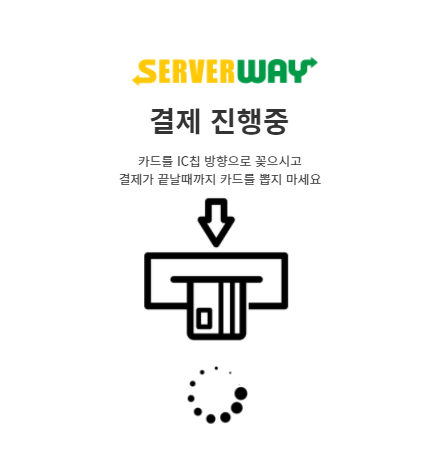 SERVERWAY
결제 진행중
카드를 IC칩 방향으로 꽂으시고
결제가 끝날때까지 카드를 뽑지 마세요